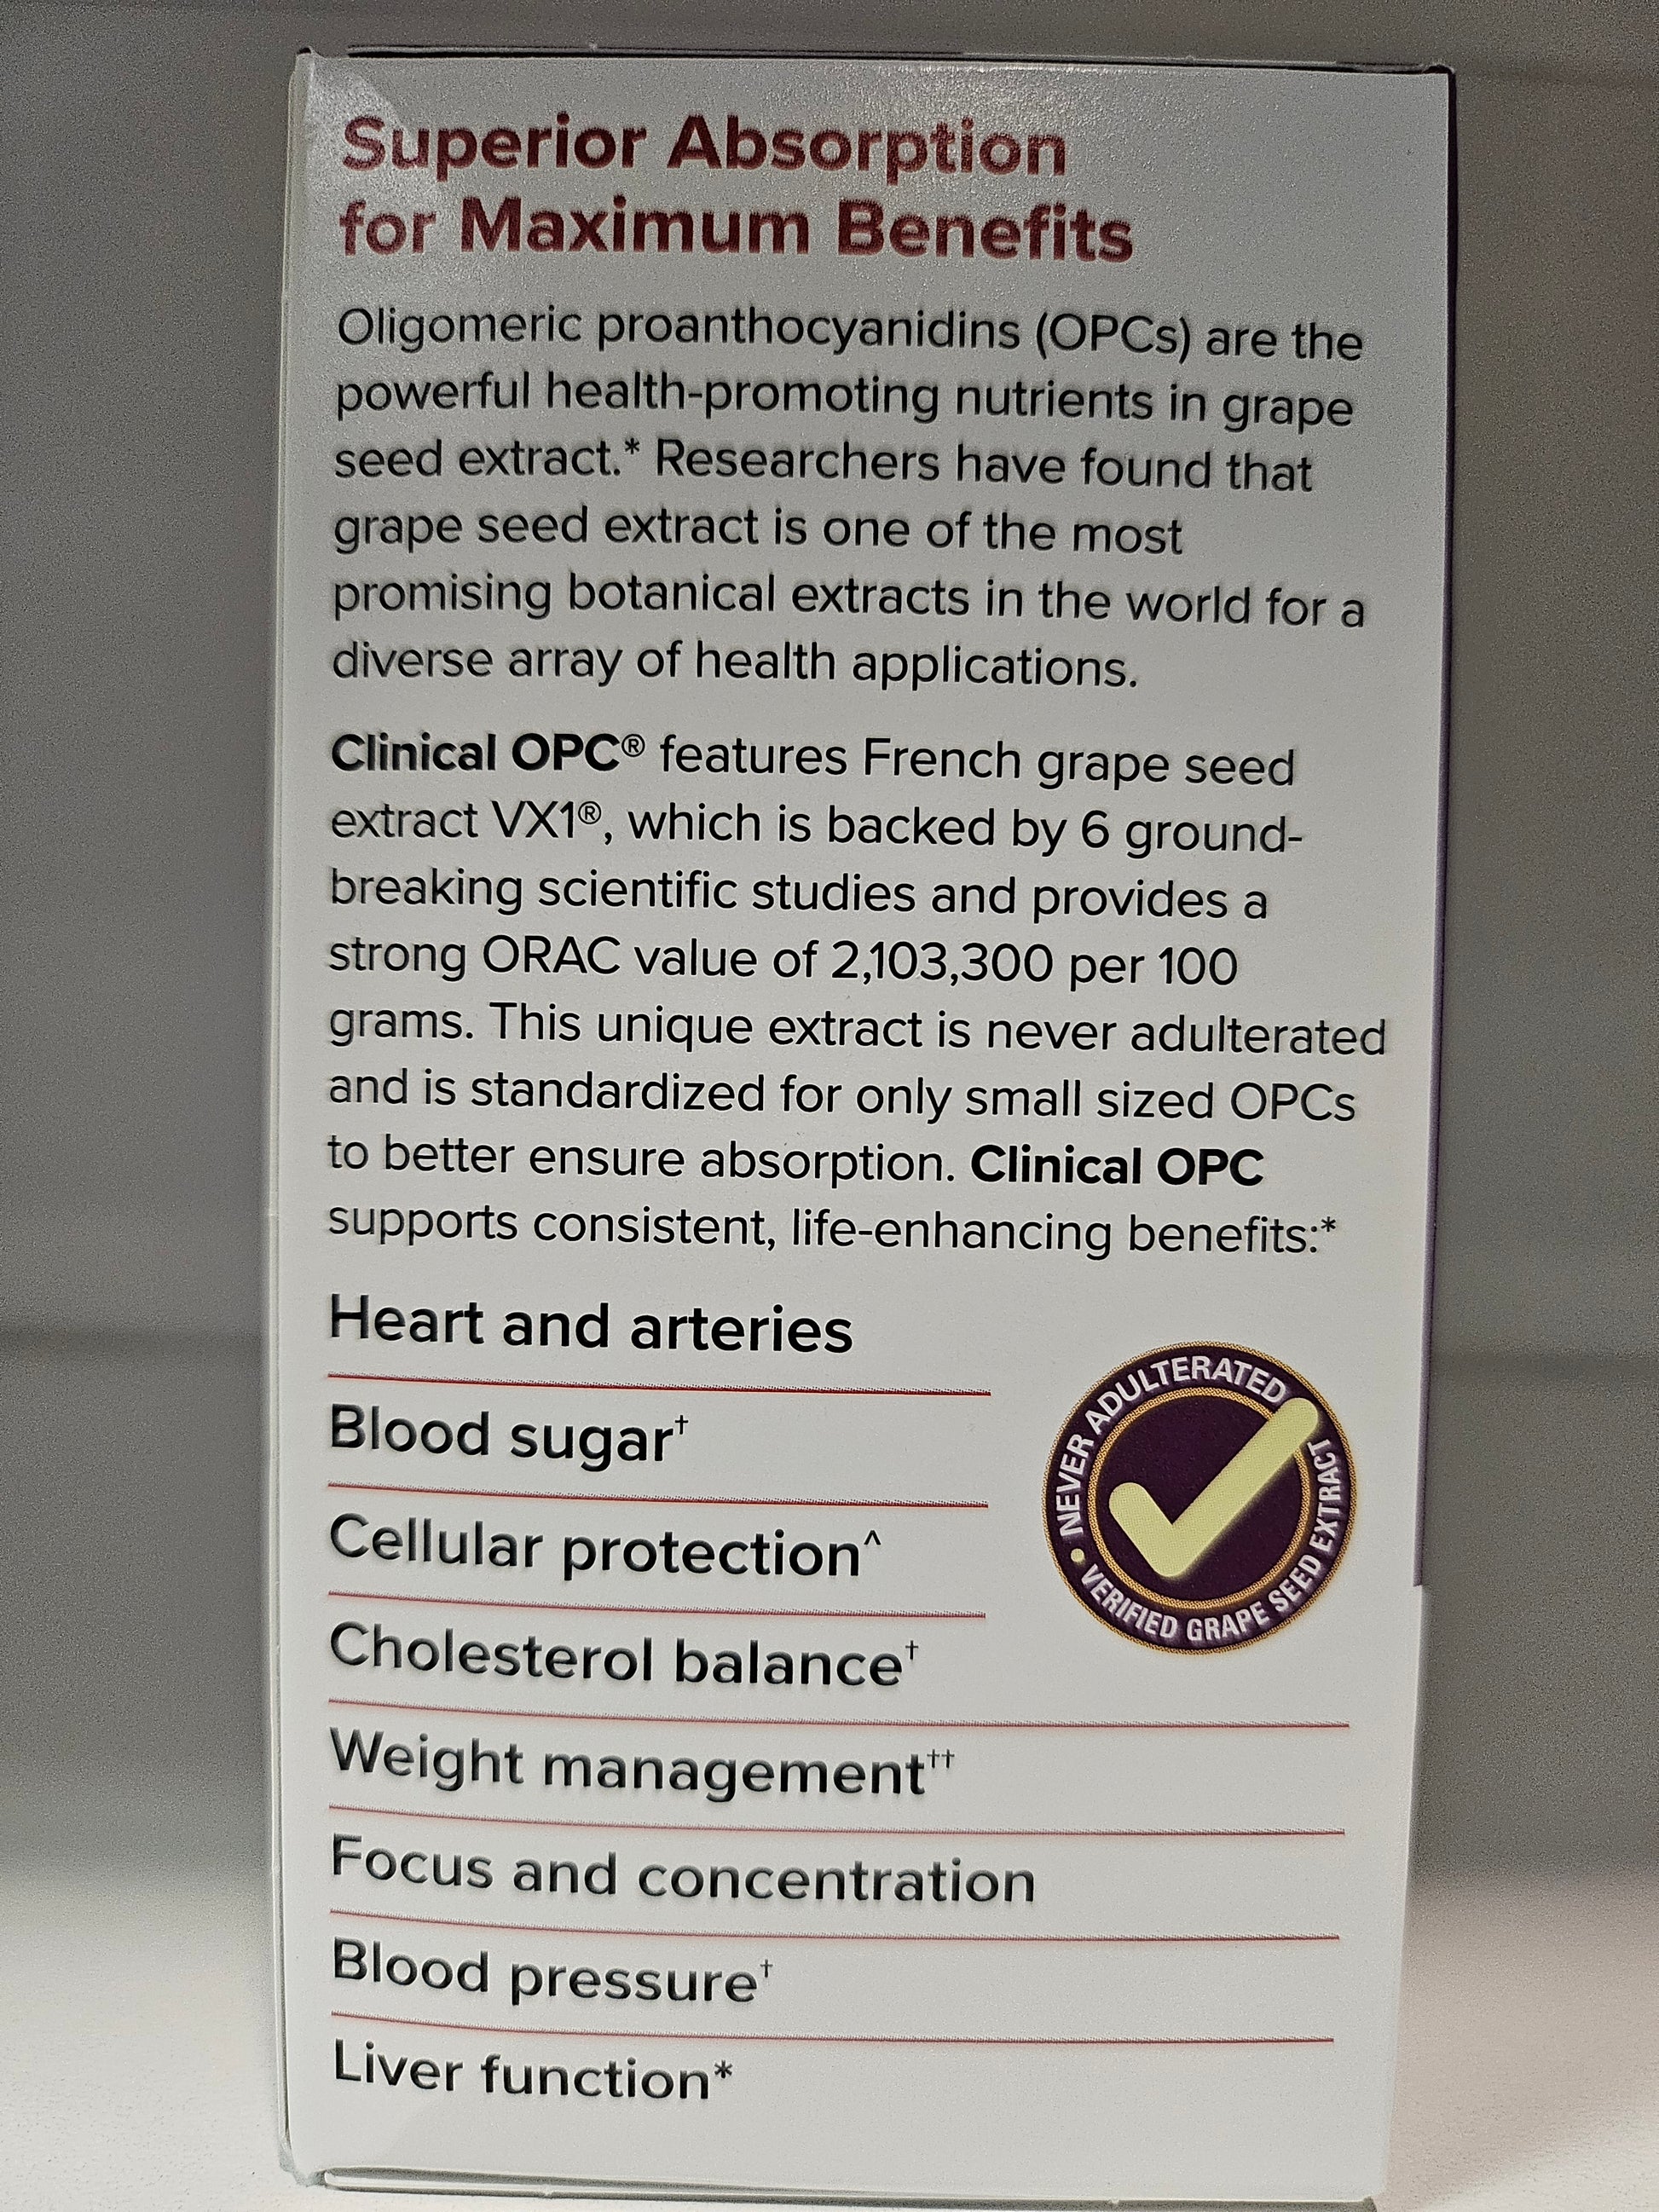 Superior Absorption
for Maximum Benefits
Oligomeric proanthocyanidins (OPCs) are the
powerful health-promoting nutrients in grape
seed extract.* Researchers have found that
grape seed extract is one of the most
promising botanical extracts in the world for a
diverse array of health applications.
Clinical OPC® features French grape seed
extract VX1®, which is backed by 6 ground-
breaking scientific studies and provides a
strong ORAC value of 2,103,300 per 100
grams. This unique extract is never adulterated
and is standardized for only small sized OPCs
to better ensure absorption. Clinical OPC
supports consistent, life-enhancing benefits:*
Heart and arteries
Blood sugar†
Cellular protection^
Cholesterol balance†
Weight management††
Focus and concentration
Blood pressure†
Liver function*
NEVER ADULTERATED
• VERIFIED GRAPE SEED EXTRACT